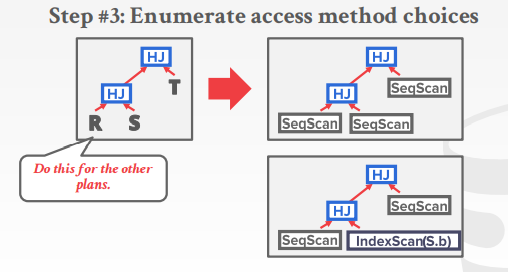 Step #3: Enumerate access method choices
HJ
HJ
T
R S
Do this for the other
plans.
HJ
HJ
SeqScan
SeqScan SeqScan
HJ
HJ
SeqScan
SeqScan IndexScan(S.b)